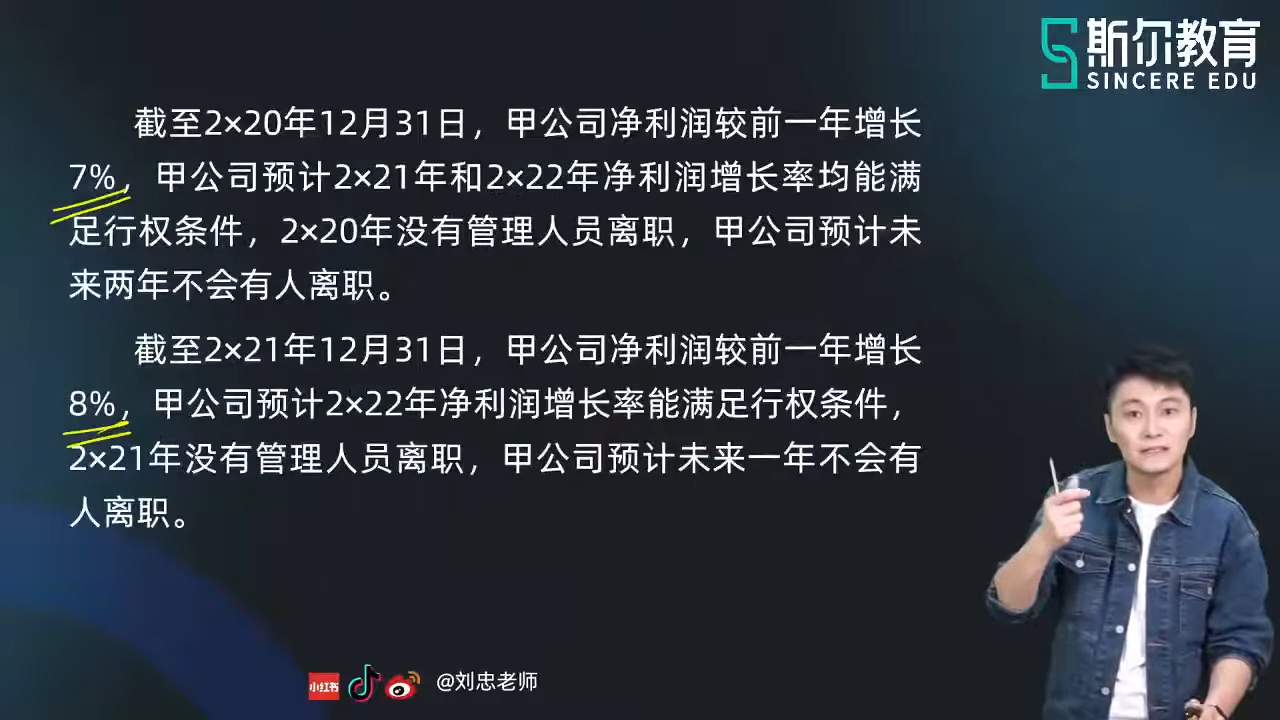 斯尔教育
SINCERE EDU
截至2×20年12月31日，甲公司净利润较前一年增长
7%，甲公司预计2×21年和2×22年净利润增长率均能满
足行权条件，2×20年没有管理人员离职，甲公司预计未
来两年不会有人离职。
截至2×21年12月31日，甲公司净利润较前一年增长
8%，甲公司预计2×22年净利润增长率能满足行权条件，
2×21年没有管理人员离职，甲公司预计未来一年不会有
人离职。
小红书 @刘忠老师